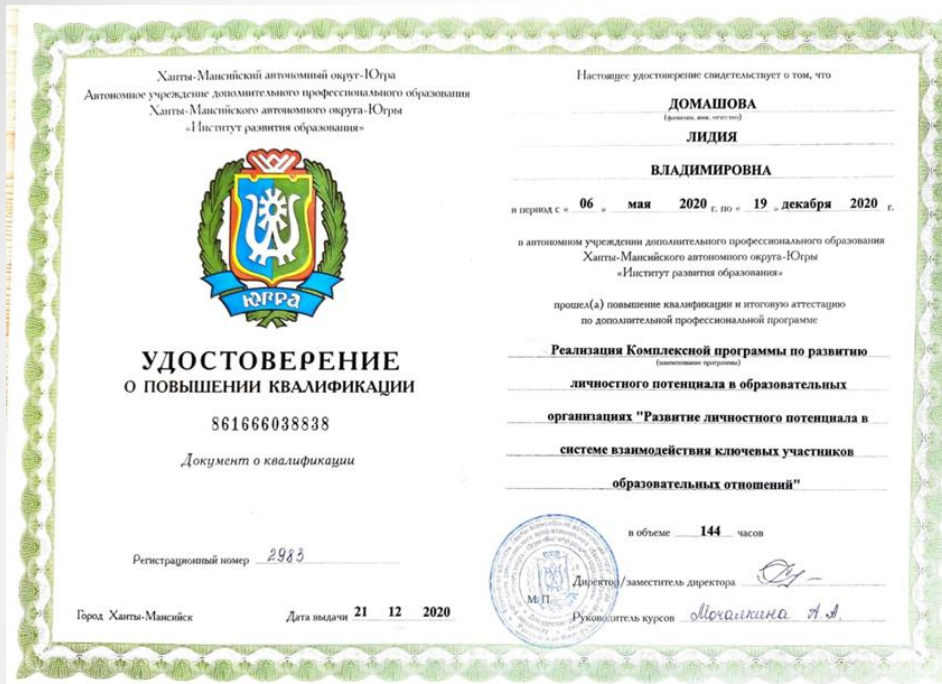 Ханты-Мансийский автономный округ-Югра
Автономное учреждение дополнительного профессионального образования
Ханты-Мансийского автономного округа-Югры
«Институт развития образования»
ЮГРА
УДОСТОВЕРЕНИЕ
О ПОВЫШЕНИИ КВАЛИФИКАЦИИ
861666038838
Документ о квалификации
Регистрационный номер 2983
Город Ханты-Мансийск Дата выдачи 21 12 2020
Настоящее удостоверение свидетельствует о том, что
ДОМАШОВА
(фамилия, имя, отчество)
ЛИДИЯ
ВЛАДИМИРОВНА
в период с « 06 » мая 2020 г. по « 19 » декабря 2020 г.
в автономном учреждении дополнительного профессионального образования
Ханты-Мансийского автономного округа-Югры
«Институт развития образования»
прошел(а) повышение квалификации и итоговую аттестацию
по дополнительной профессиональной программе
Реализация Комплексной программы по развитию
(наименование программы)
личностного потенциала в образовательных
организациях "Развитие личностного потенциала в
системе взаимодействия ключевых участников
образовательных отношений"
в объеме 144 часов
Директор/заместитель директора
М. П.
Руководитель курсов Мочалкина А.А.